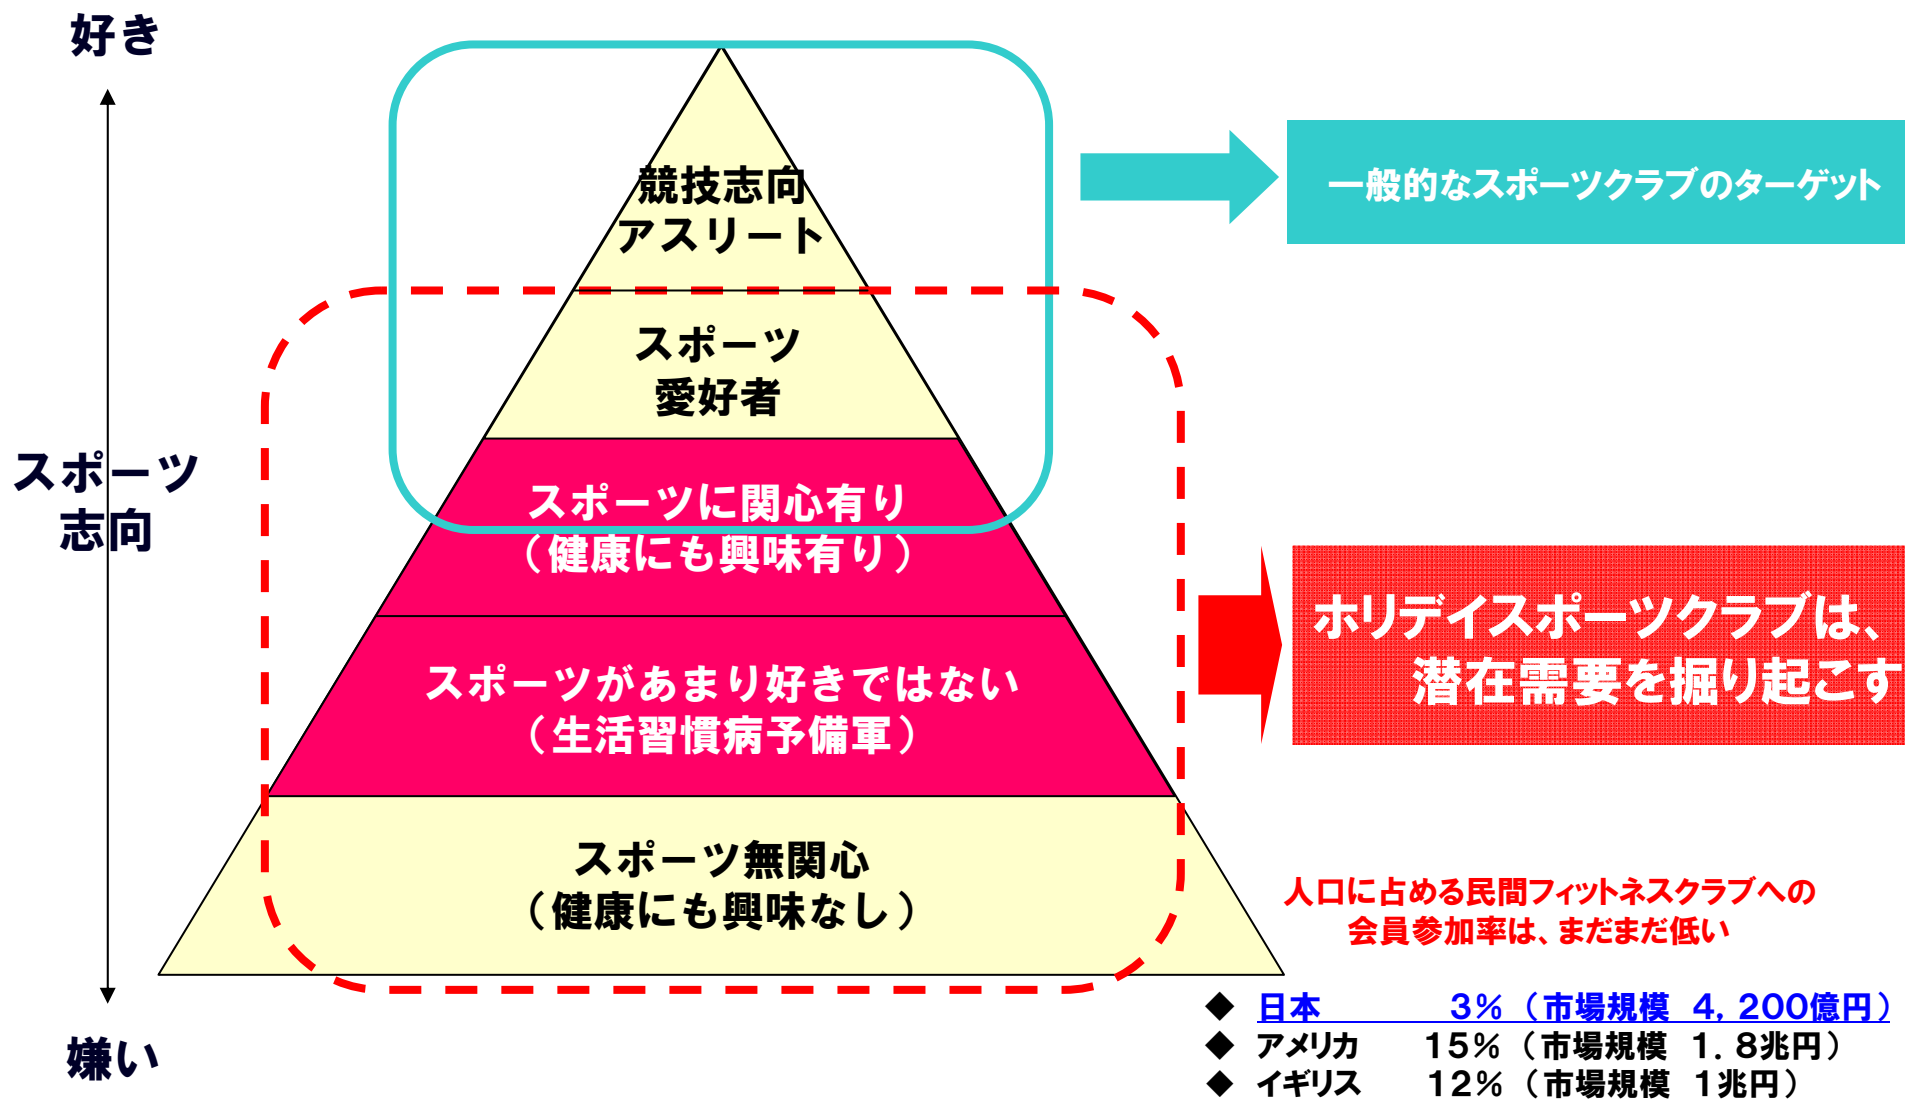 好き
競技志向
アスリート
一般的なスポーツクラブのターゲット
スポーツ
愛好者
スポーツ
志向
スポーツに関心有り
（健康にも興味有り）
ホリデイスポーツクラブは、
潜在需要を掘り起こす
スポーツがあまり好きではない
（生活習慣病予備軍）
スポーツ無関心
（健康にも興味なし）
人口に占める民間フィットネスクラブへの
会員参加率は、まだまだ低い
◆ 日本　　　　3％（市場規模　4，200億円）
◆ アメリカ　　15％（市場規模　1．8兆円）
◆ イギリス　　12％（市場規模　1兆円）
嫌い